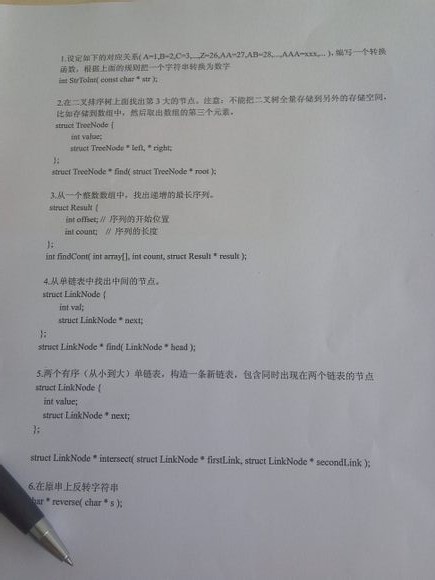 1.设定如下的对应关系( A=1,B=2,C=3,...,Z=26,AA=27,AB=28,...,AAA=xxx,... ), 编写一个转换
函数，根据上面的规则把一个字符串转换为数字
int StrToInt( const char * str );
2.在二叉排序树上面找出第 3 大的节点。注意：不能把二叉树全量存储到另外的存储空间，
比如存储到数组中，然后取出数组的第三个元素。
struct TreeNode {
int value;
struct TreeNode * left, * right;
};
struct TreeNode * find( struct TreeNode * root );
3.从一个整数数组中，找出递增的最长序列。
struct Result {
int offset; // 序列的开始位置
int count; // 序列的长度
};
int findCont( int array[], int count, struct Result * result );
4.从单链表中找出中间的节点。
struct LinkNode {
int val;
struct LinkNode * next;
};
struct LinkNode * find( LinkNode * head );
5.两个有序（从小到大）单链表，构造一条新链表，包含同时出现在两个链表的节点
struct LinkNode {
int value;
struct LinkNode * next;
};
struct LinkNode * intersect( struct LinkNode * firstLink, struct LinkNode * secondLink );
6.在原串上反转字符串
har * reverse( char * s );